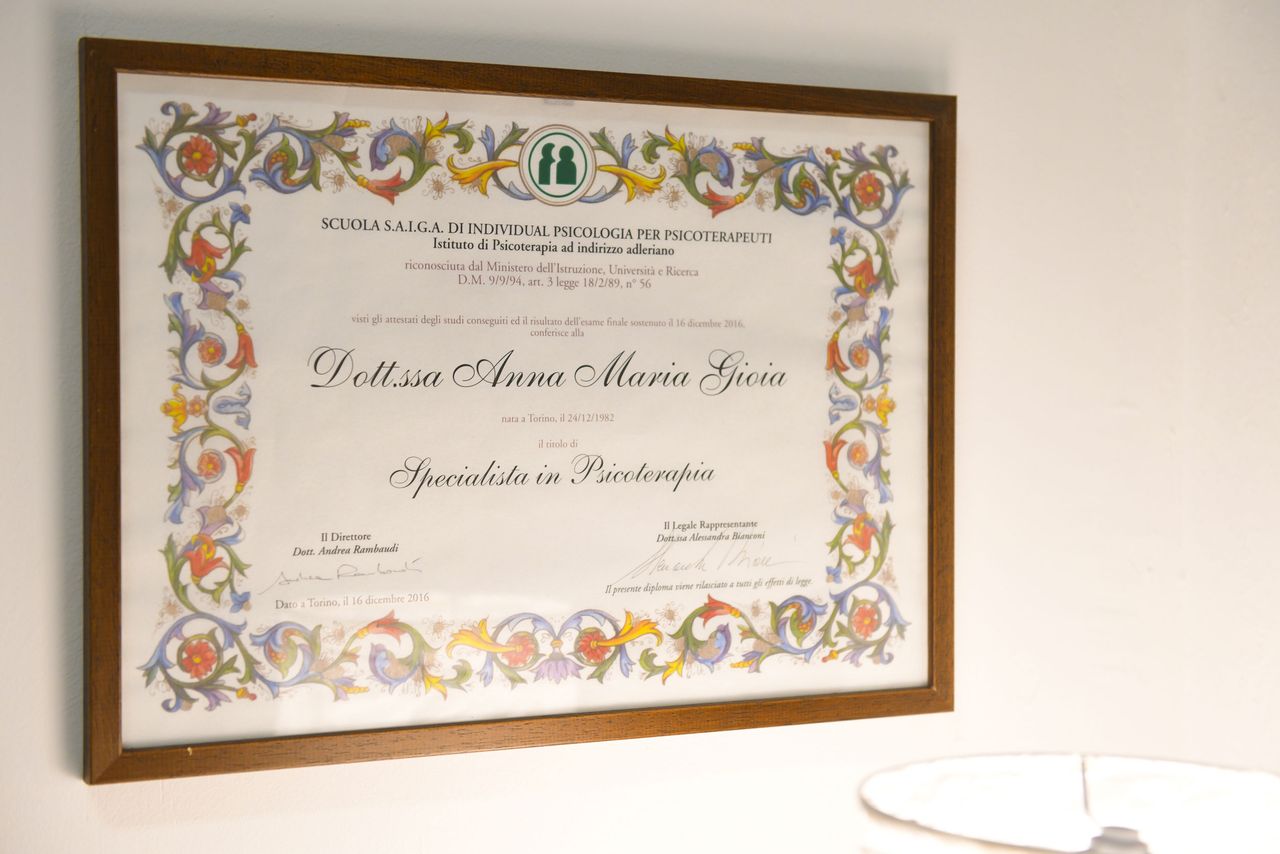 SCUOLA S.A.I.G.A. DI INDIVIDUAL PSICOLOGIA PER PSICOTERAPEUTI
Istituto di Psicoterapia ad indirizzo adleriano
riconosciuta dal Ministero dell'Istruzione, Università e Ricerca
D.M. 9/9/94, art. 3 legge 18/2/89, n° 56
visti gli attestati degli studi conseguiti ed il risultato dell'esame finale sostenuto il 16 dicembre 2016,
conferisce alla
Dott.ssa Anna Maria Gioia
nata a Torino, il 24/12/1982
il titolo di
Specialista in Psicoterapia
Il Direttore
Dott. Andrea Rambaudi
Andrea Rambaudi
Dato a Torino, il 16 dicembre 2016
Il Legale Rappresentante
Dott.ssa Alessandra Bianconi
Il presente diploma viene rilasciato a tutti gli effetti di legge.